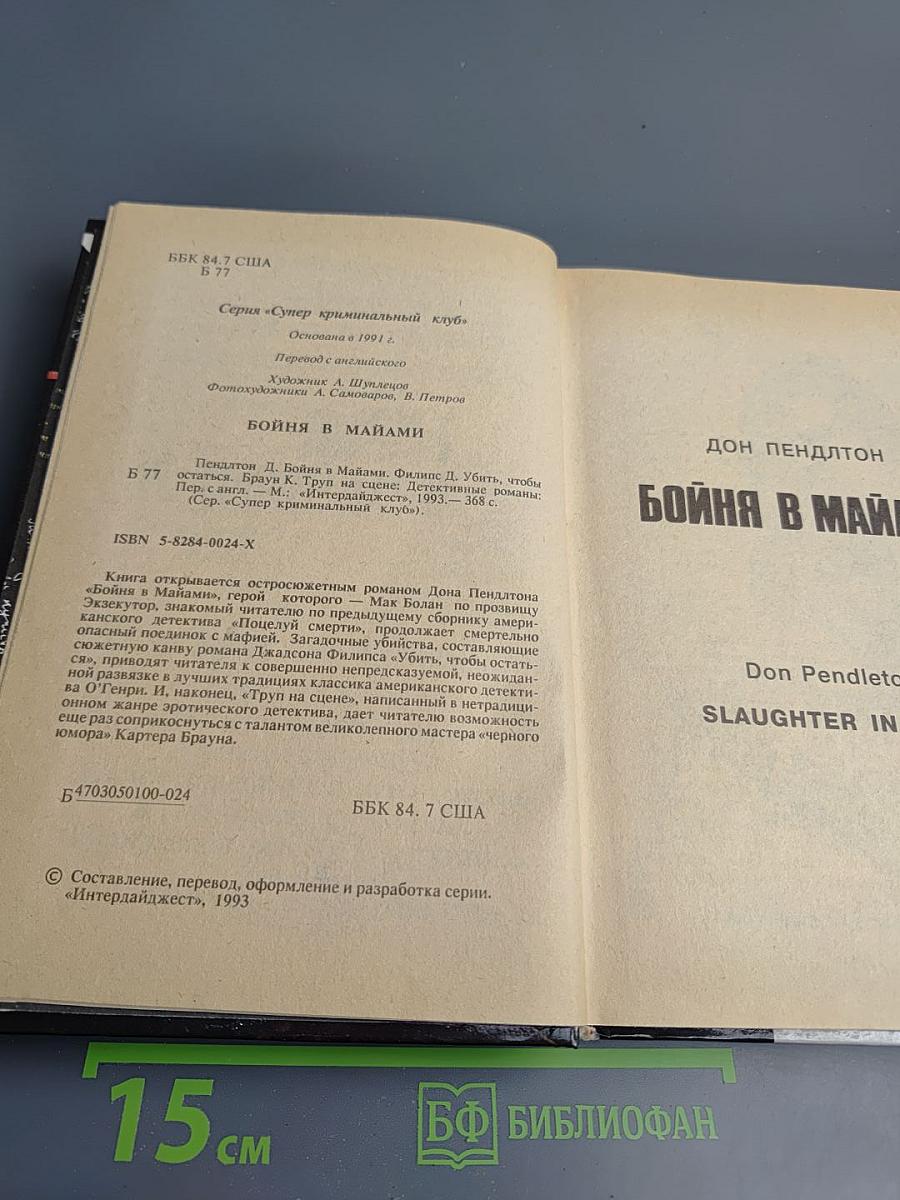 ББК 84.7 США
Б 77
Серия «Супер криминальный клуб»
Основана в 1991 г.
Перевод с английского
Художник А. Шуплецов
Фотохудожники А. Самоваров, В. Петров
БОЙНЯ В МАЙАМИ
Пендлтон Д. Бойня в Майами. Филипс Д. Убить, чтобы
Б 77 остаться. Браун К. Труп на сцене: Детективные романы:
Пер. с англ. — М.: «Интердайджест», 1993.— 368 с.
(Сер. «Супер криминальный клуб»).
ISBN 5-8284-0024-X
Книга открывается остросюжетным романом Дона Пендлтона
«Бойня в Майами», герой которого — Мак Болан по прозвищу
Экзекутор, знакомый читателю по предыдущему сборнику амери-
канского детектива «Поцелуй смерти», продолжает смертельно
опасный поединок с мафией. Загадочные убийства, составляющие
сюжетную канву романа Джадсона Филипса «Убить, чтобы остать-
ся», приводят читателя к совершенно непредсказуемой, неожидан-
ной развязке в лучших традициях классика американского детекти-
ва О'Генри. И, наконец, «Труп на сцене», написанный в нетрадици-
онном жанре эротического детектива, дает читателю возможность
еще раз соприкоснуться с талантом великолепного мастера «черного
юмора» Картера Брауна.
Б 4703050100-024
ББК 84. 7 США
© Составление, перевод, оформление и разработка серии.
«Интердайджест», 1993
ДОН ПЕНДЛТОН
БОЙНЯ В МАЙ
Don Pendleto
SLAUGHTER IN
15 см
БФ БИБЛИОФАН